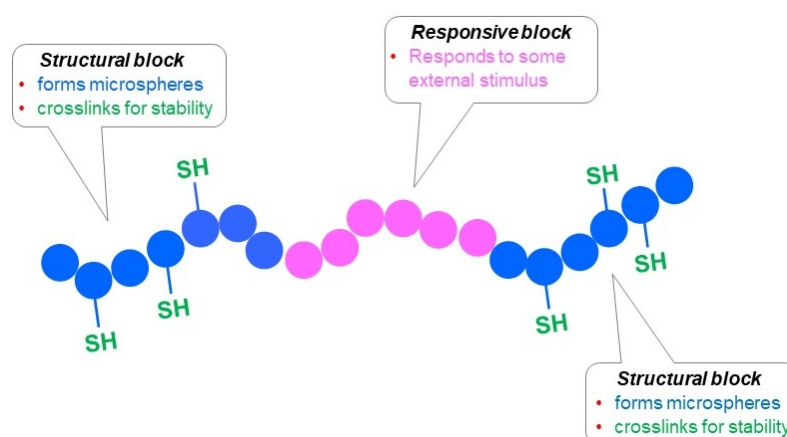 Structural block
• forms microspheres
• crosslinks for stability
Responsive block
• Responds to some
external stimulus
SH
SH
SH
SH
SH
SH
Structural block
• forms microspheres
• crosslinks for stability